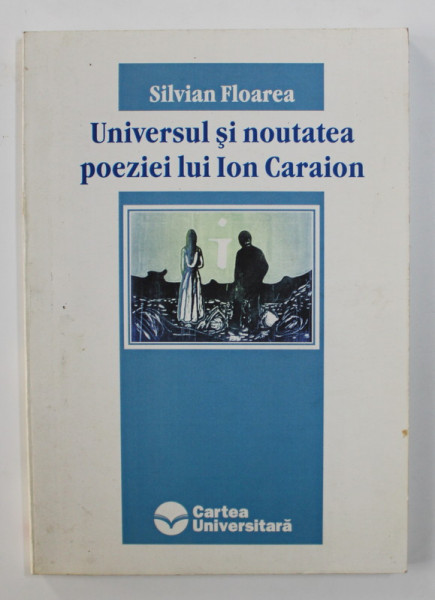 Silvian Floarea
Universul şi noutatea
poeziei lui Ion Caraion
i
Cartea
Universitară